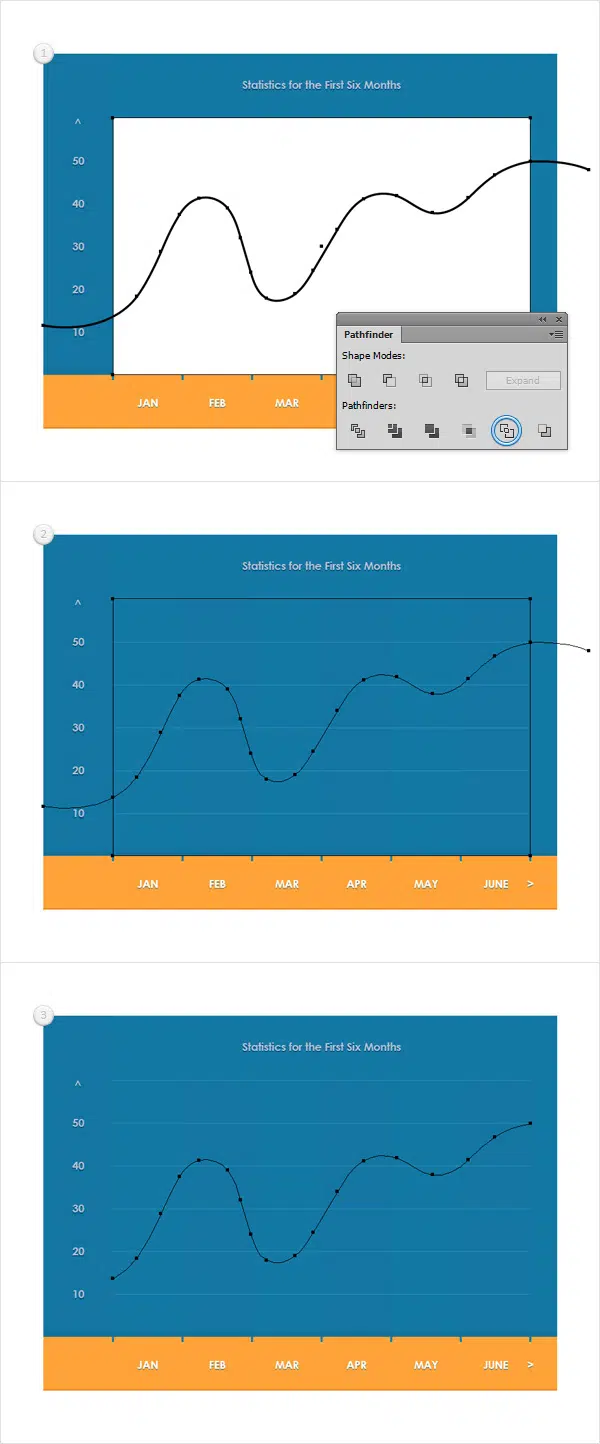 1
Statistics for the First Six Months
^
50
40
30
20
10
JAN FEB MAR
Pathfinder
Shape Modes:
Expand
Pathfinders:
2
Statistics for the First Six Months
^
50
40
30
20
10
JAN FEB MAR APR MAY JUNE >
3
Statistics for the First Six Months
^
50
40
30
20
10
JAN FEB MAR APR MAY JUNE >